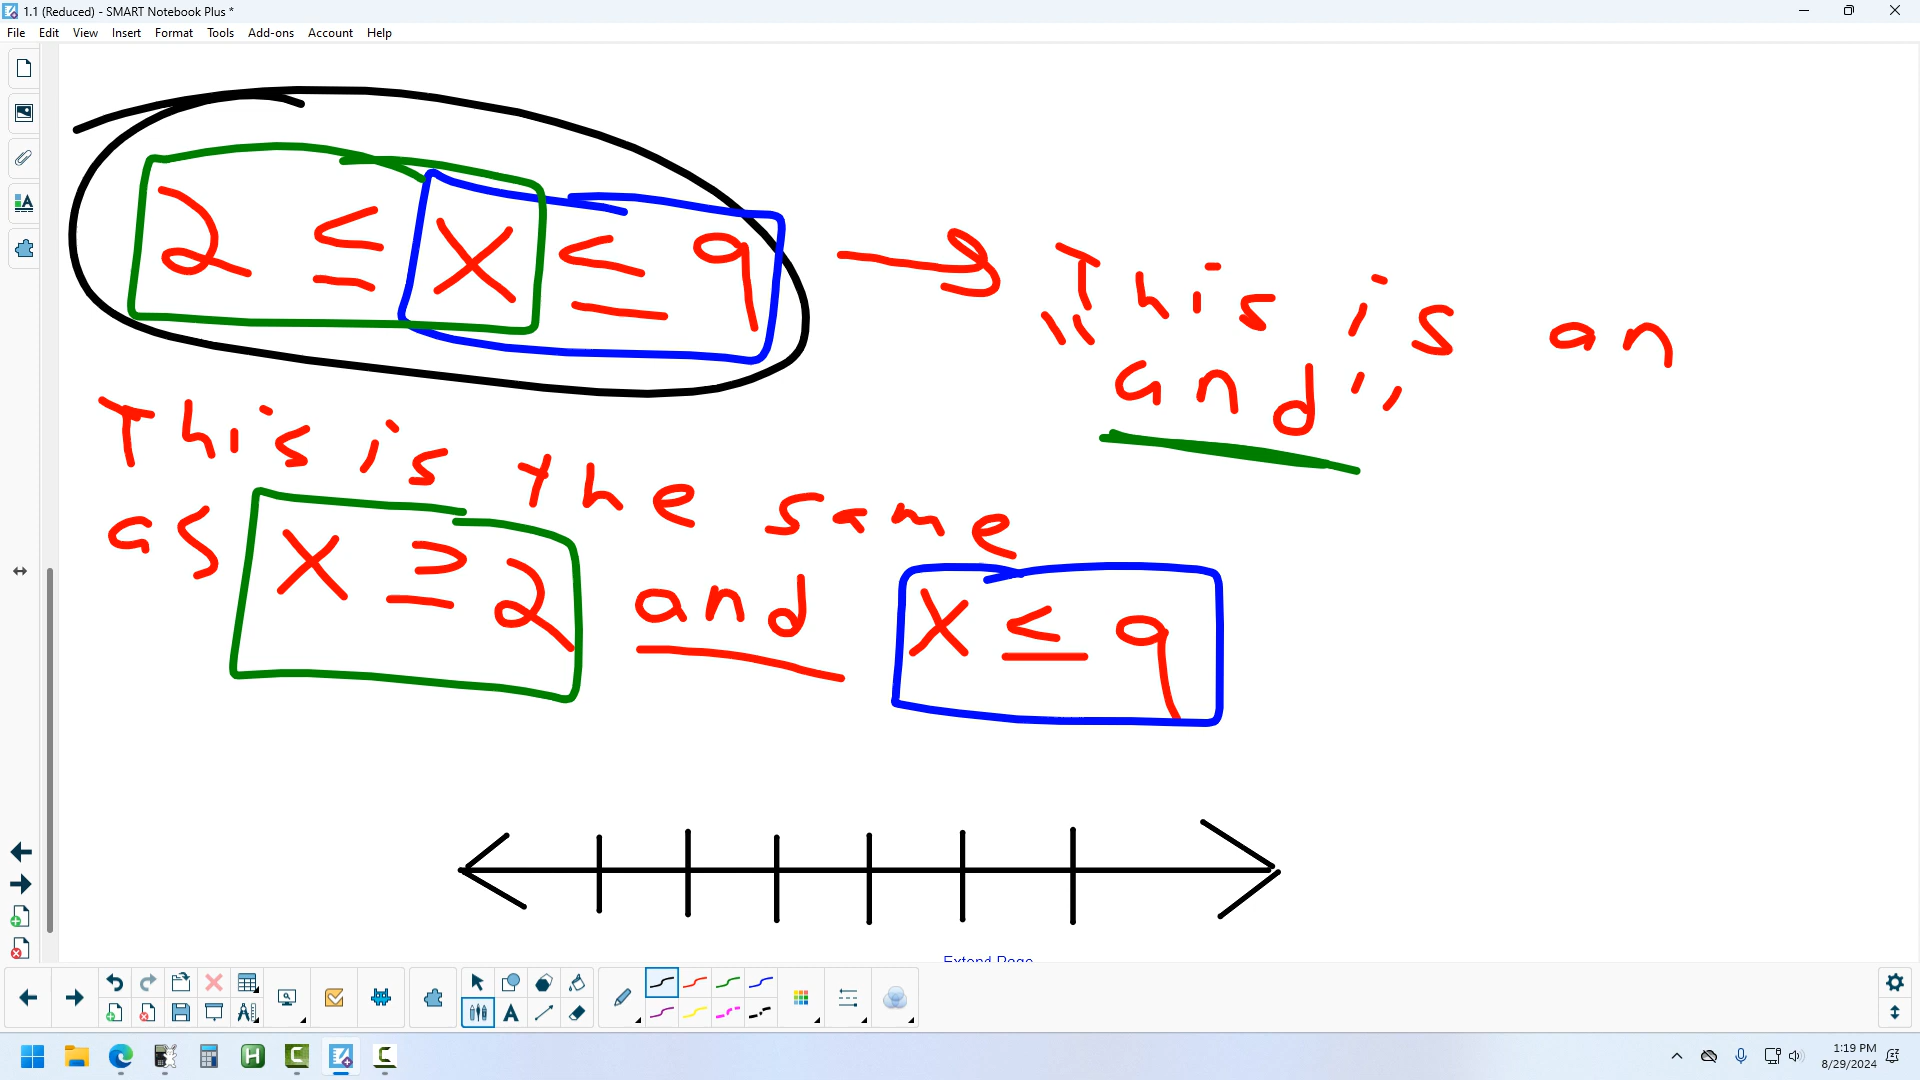 1.1 (Reduced) - SMART Notebook Plus *
File Edit View Insert Format Tools Add-ons Account Help
2 ≤ x ≤ 9 → This is an
"and"
This is the same
as x ≥ 2 and x ≤ 9
Extend Page
1:19 PM
8/29/2024